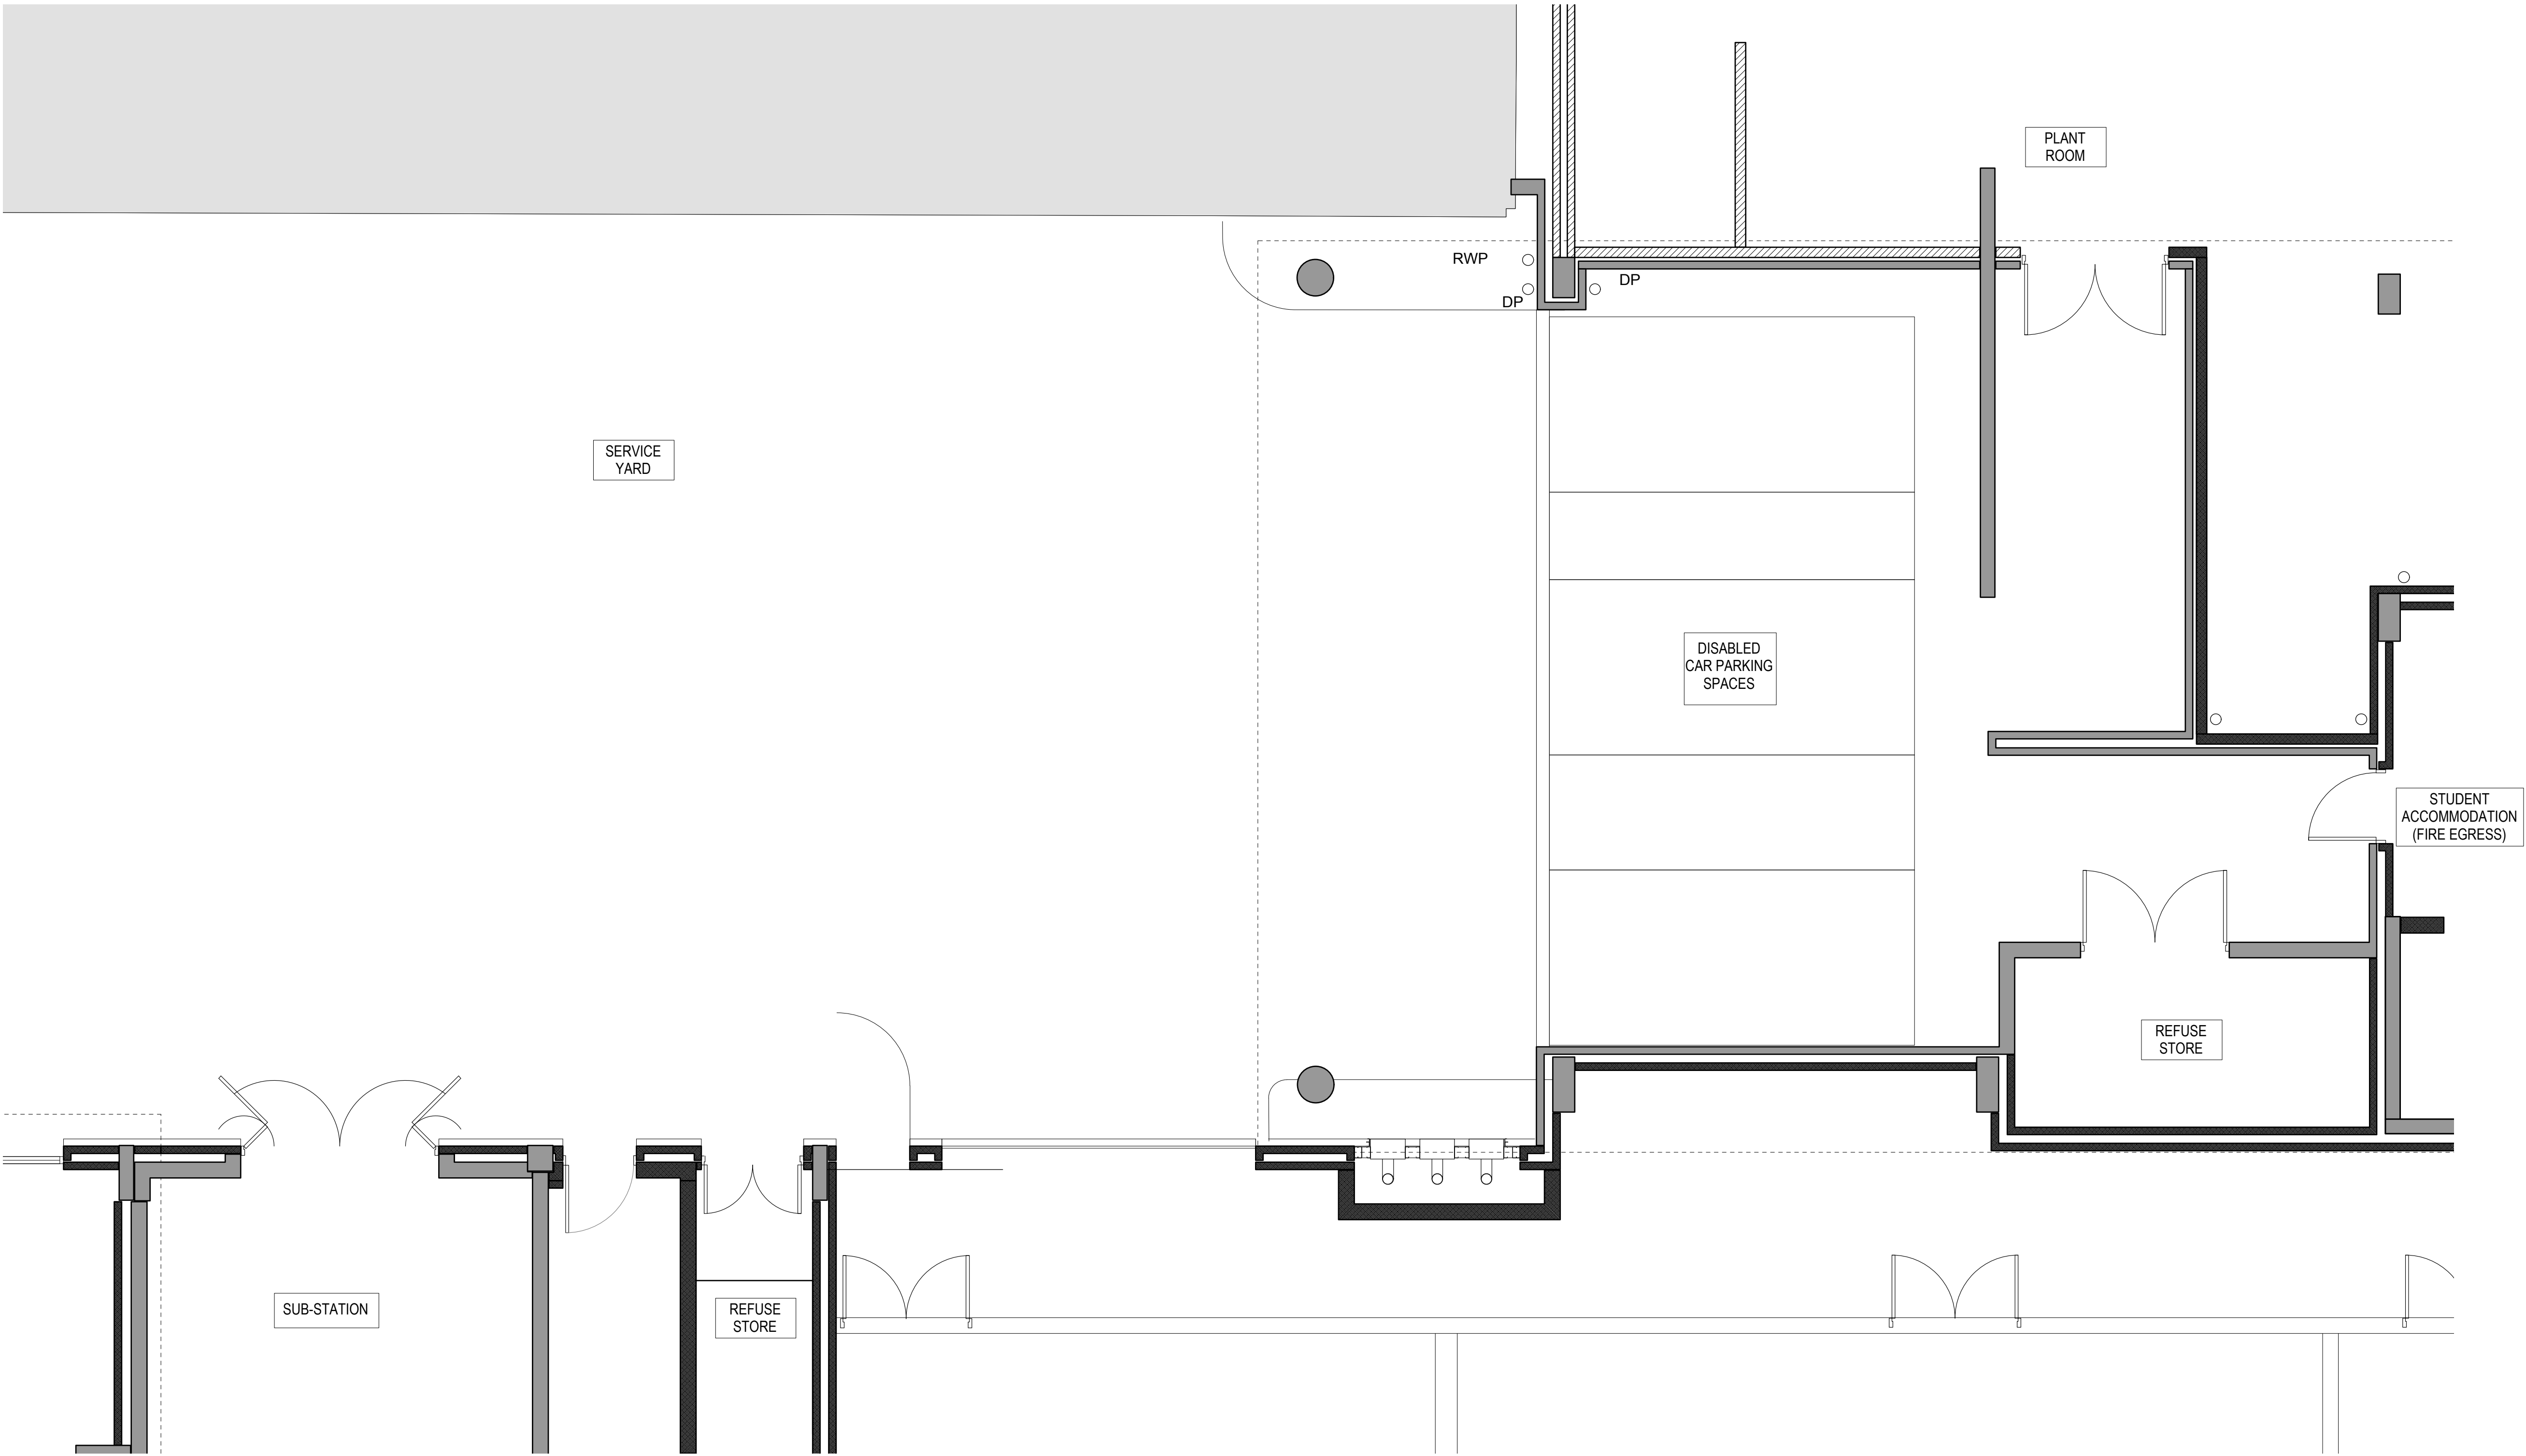 PLANT
ROOM
RWP
DP
DP
SERVICE
YARD
DISABLED
CAR PARKING
SPACES
STUDENT
ACCOMMODATION
(FIRE EGRESS)
REFUSE
STORE
SUB-STATION
REFUSE
STORE